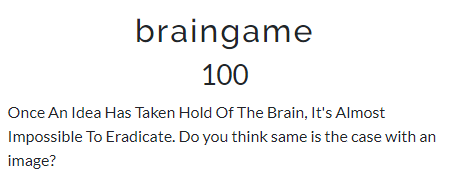 braingame
100
Once An Idea Has Taken Hold Of The Brain, It's Almost
Impossible To Eradicate. Do you think same is the case with an
image?